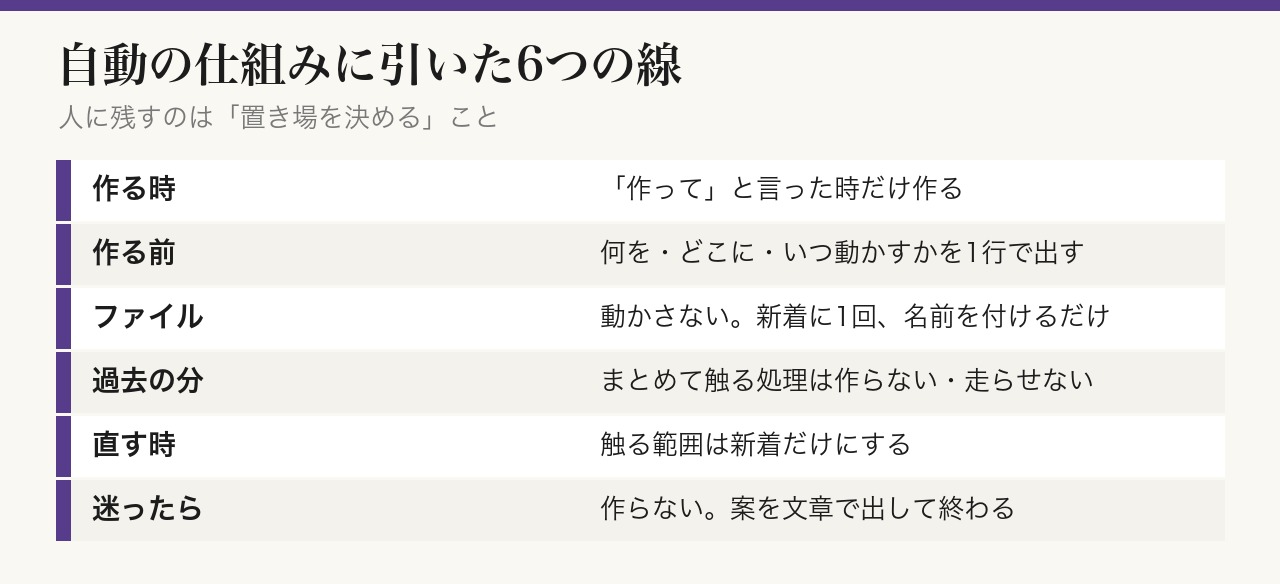 自動の仕組みに引いた6つの線
人に残すのは「置き場を決める」こと
作る時 「作って」と言った時だけ作る
作る前 何を・どこに・いつ動かすかを1行で出す
ファイル 動かさない。新着に1回、名前を付けるだけ
過去の分 まとめて触る処理は作らない・走らせない
直す時 触る範囲は新着だけにする
迷ったら 作らない。案を文章で出して終わる